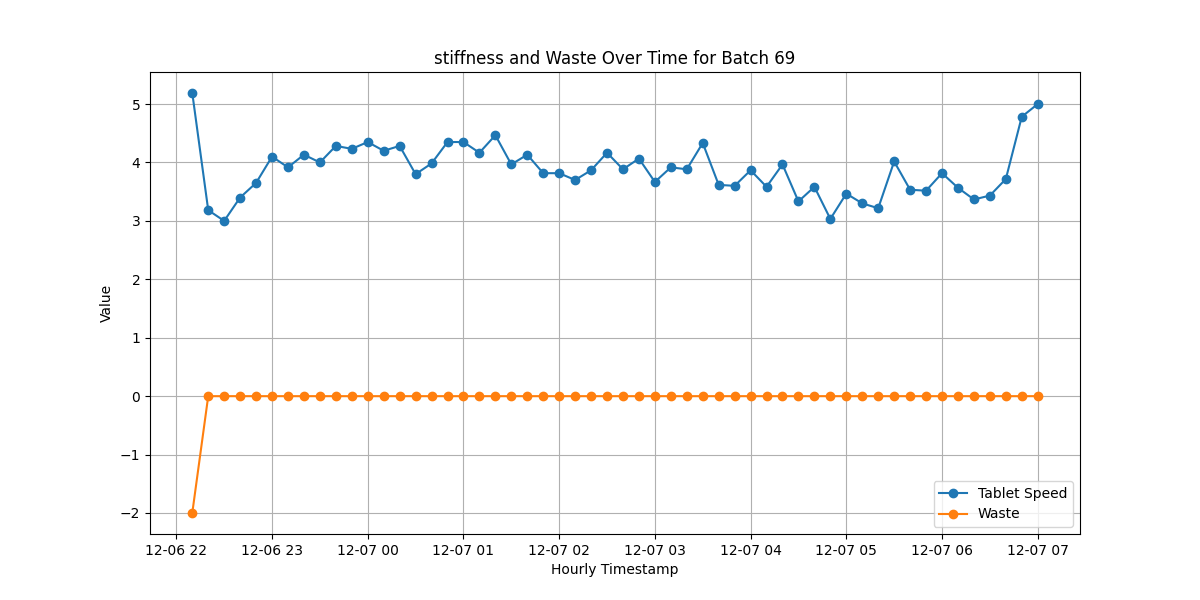 stiffness and Waste Over Time for Batch 69
Value
5
4
3
2
1
0
−1
−2
Tablet Speed
Waste
12-06 22 12-06 23 12-07 00 12-07 01 12-07 02 12-07 03 12-07 04 12-07 05 12-07 06 12-07 07
Hourly Timestamp